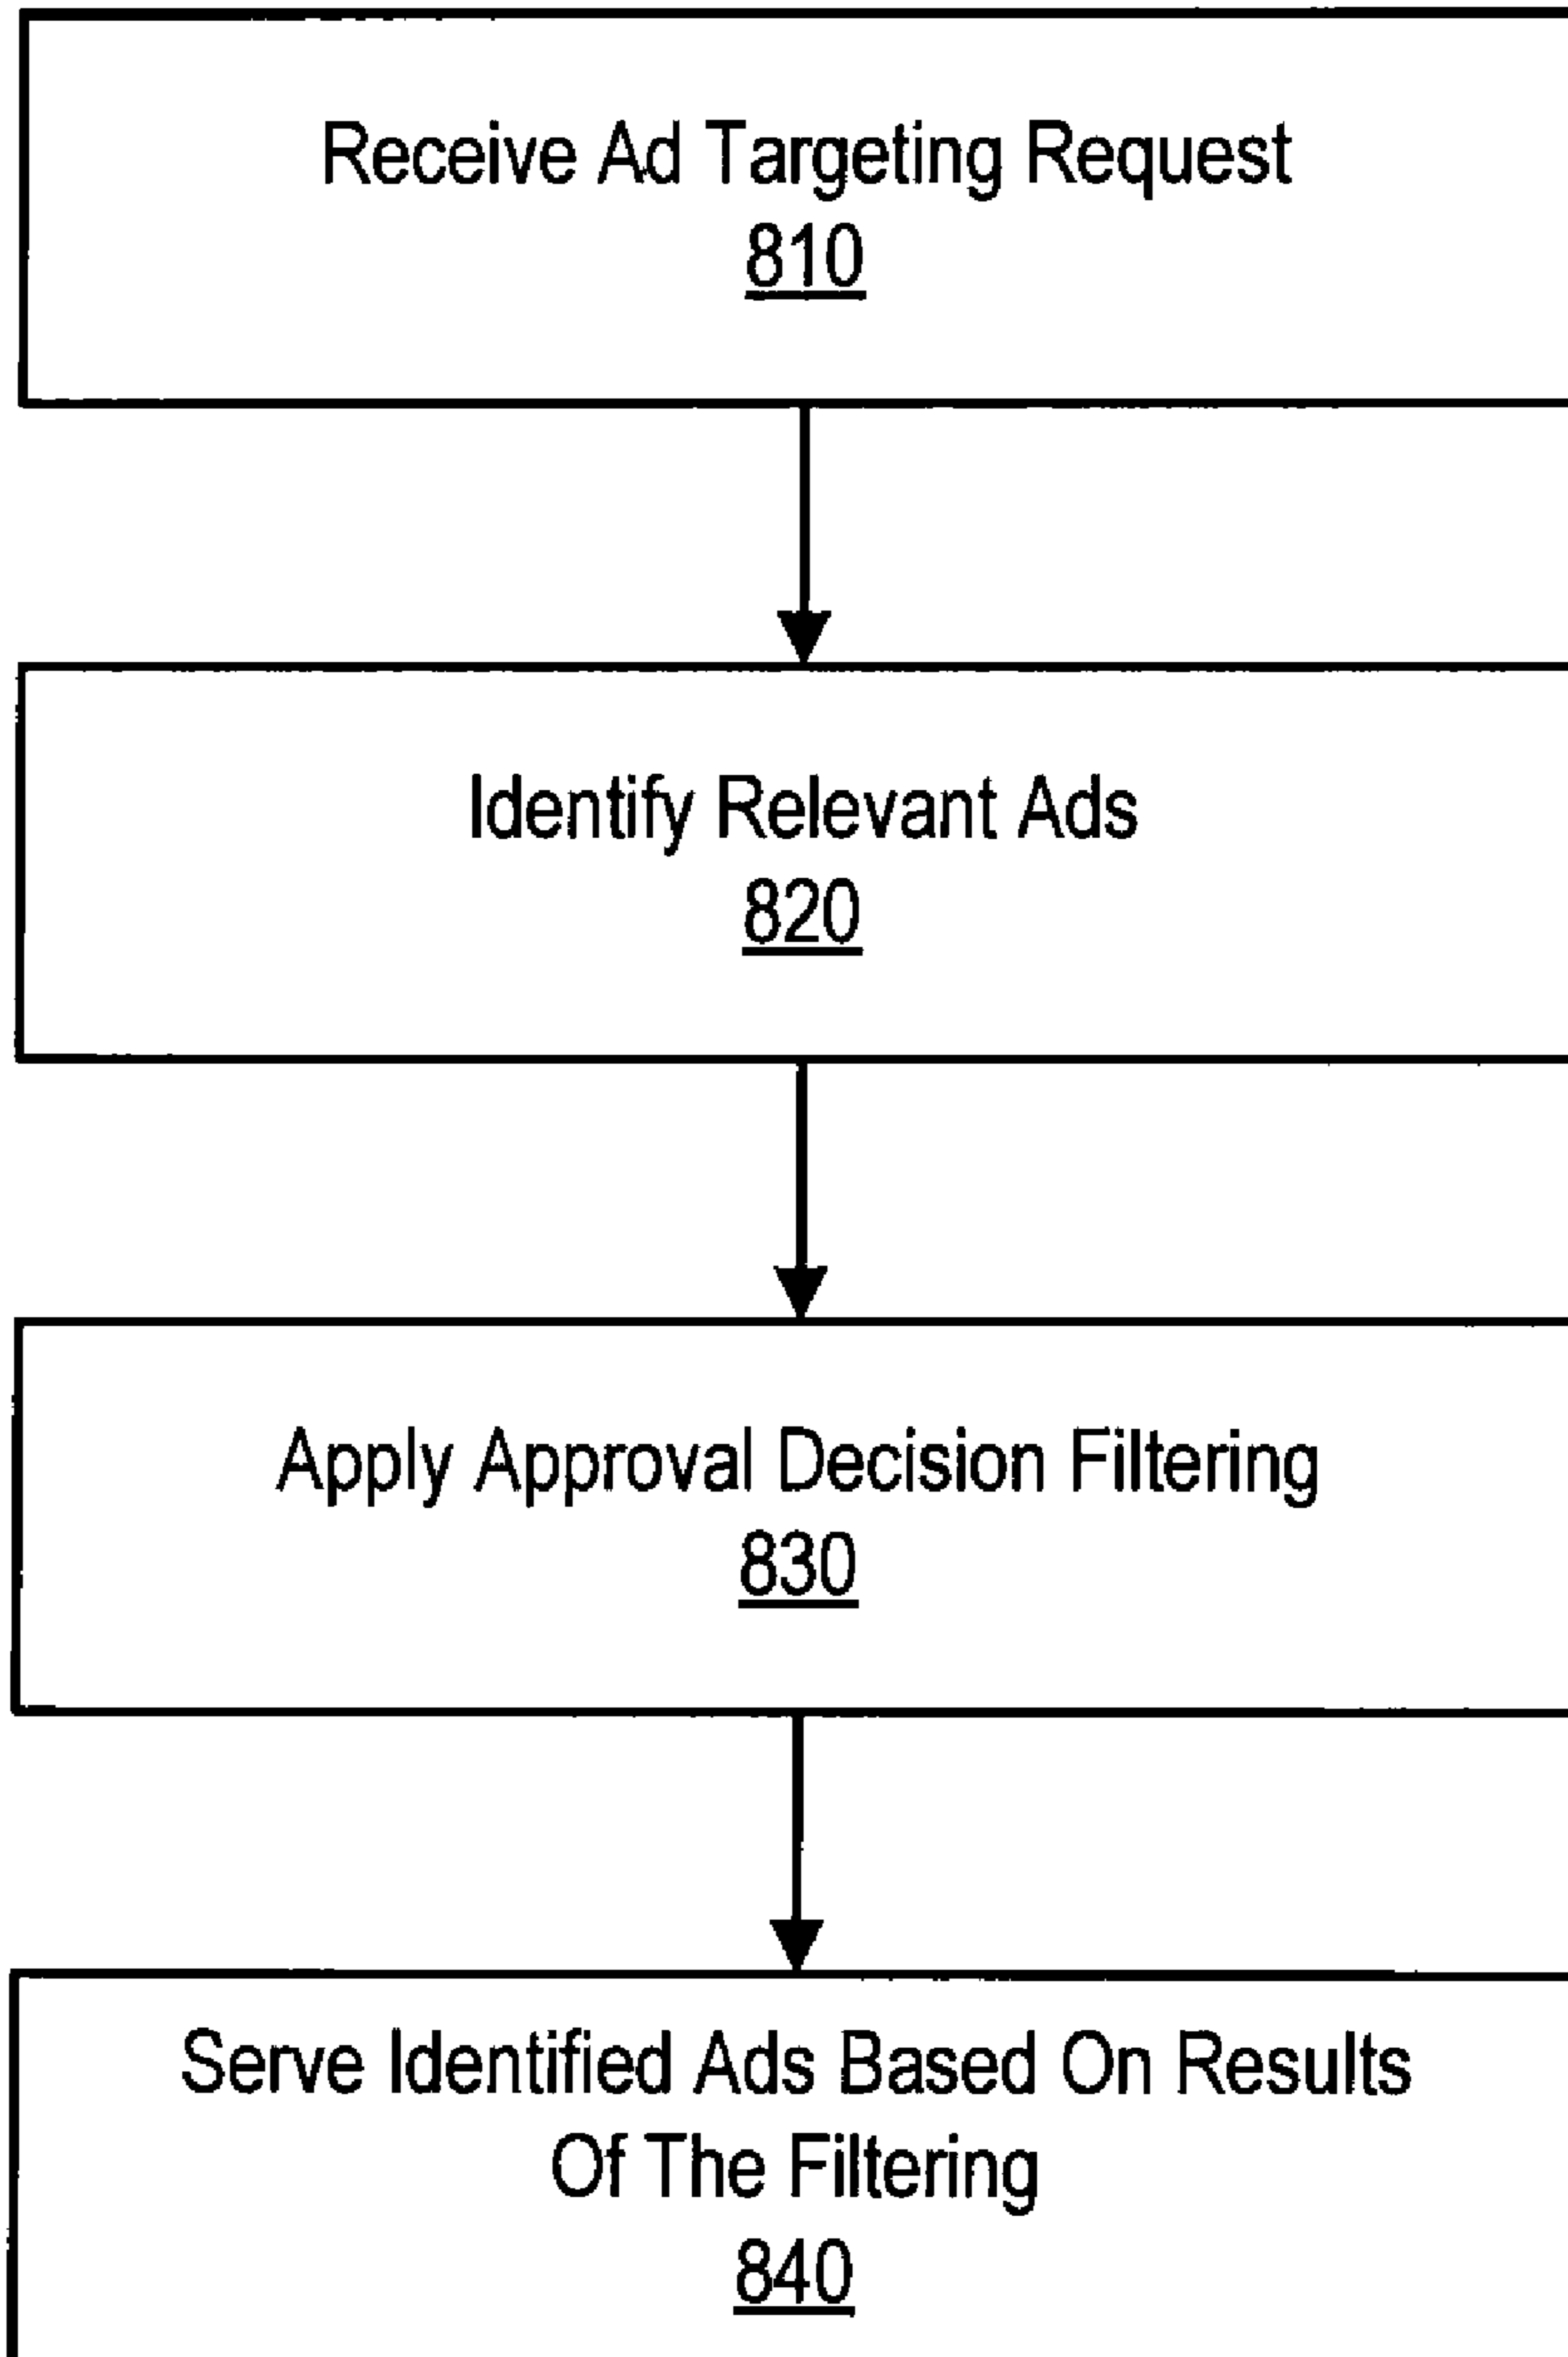 Receive Ad Targeting Request
810
Identify Relevant Ads
820
Apply Approval Decision Filtering
830
Serve Identified Ads Based On Results
Of The Filtering
840